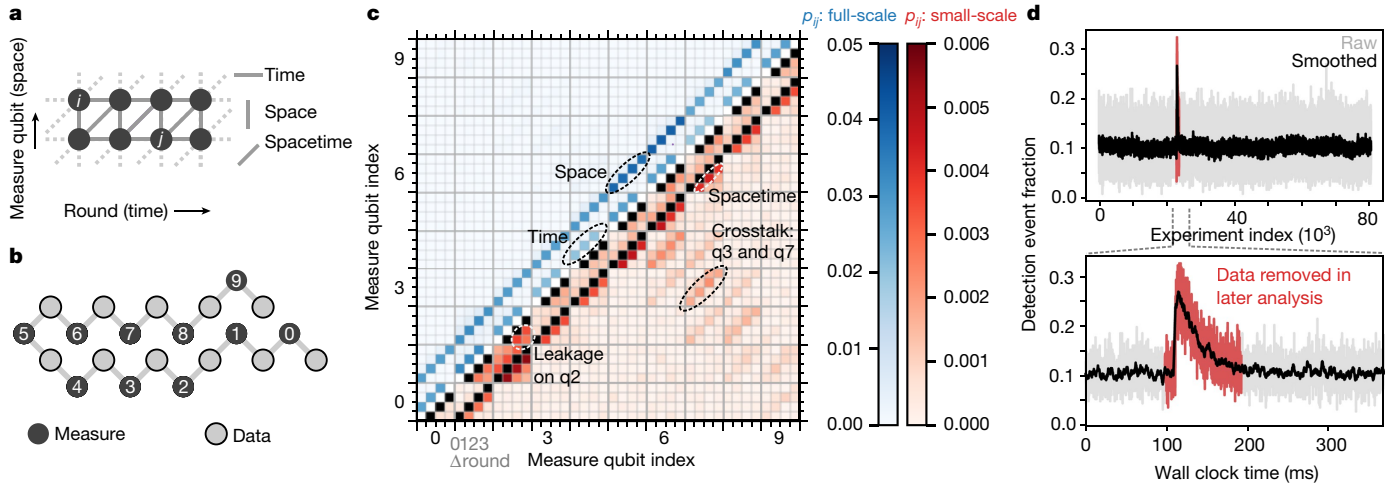 a
Measure qubit (space)
i
j
Time
Space
Spacetime
Round (time)
b
9
5 6 7 8 1 0
4 3 2
Measure
Data
c
pij: full-scale
pij: small-scale
Measure qubit index
9
6
3
0
Space
Time
Spacetime
Crosstalk:
q3 and q7
Leakage
on q2
0 3 6 9
0123
Δround
Measure qubit index
0.05
0.04
0.03
0.02
0.01
0.00
0.006
0.005
0.004
0.003
0.002
0.001
0.000
d
Detection event fraction
0.3
0.2
0.1
0.0
Raw
Smoothed
0 40 80
Experiment index (10³)
0.3
0.2
0.1
0.0
Data removed in
later analysis
0 100 200 300
Wall clock time (ms)